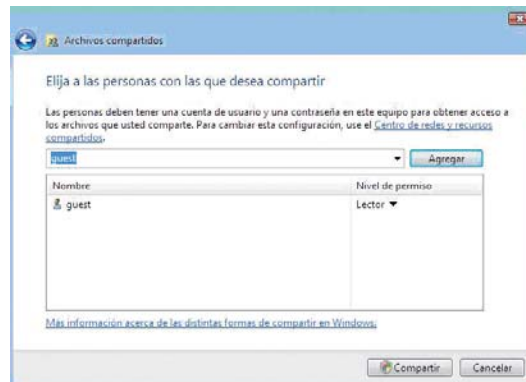 Archivos compartidos
Elija a las personas con las que desea compartir
Las personas deben tener una cuenta de usuario y una contraseña en este equipo para obtener acceso a
los archivos que usted comparte. Para cambiar esta configuración, use el Centro de redes y recursos
compartidos.
guest Agregar
Nombre Nivel de permiso
guest Lector
Más información acerca de las distintas formas de compartir en Windows.
Compartir Cancelar